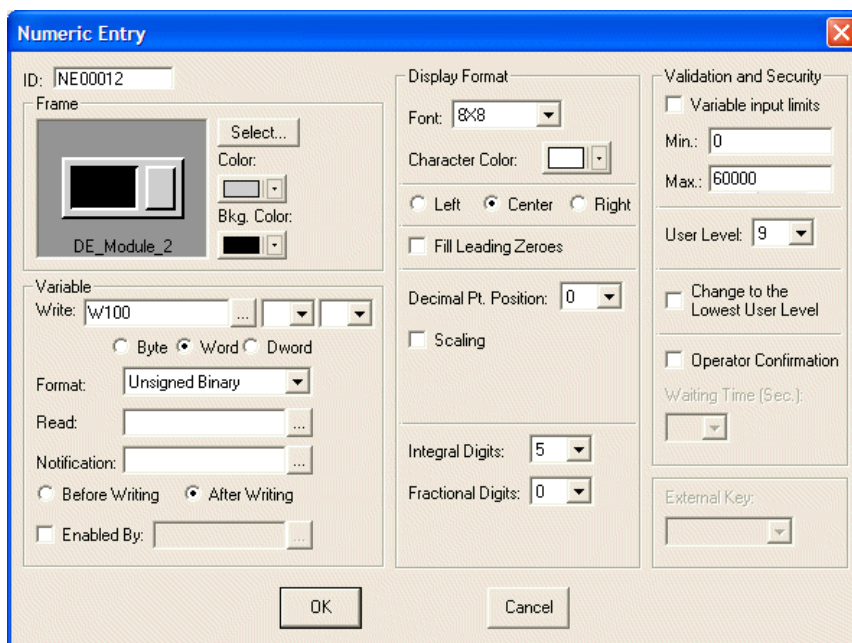 Numeric Entry
ID: NE00012
Frame
Select...
Color:
Bkg. Color:
DE_Module_2
Variable
Write: W100 ...
Byte Word Dword
Format: Unsigned Binary
Read: ...
Notification: ...
Before Writing After Writing
Enabled By: ...
Display Format
Font: 8X8
Character Color:
Left Center Right
Fill Leading Zeroes
Decimal Pt. Position: 0
Scaling
Integral Digits: 5
Fractional Digits: 0
Validation and Security
Variable input limits
Min.: 0
Max.: 60000
User Level: 9
Change to the
Lowest User Level
Operator Confirmation
Waiting Time (Sec.):
External Key:
OK
Cancel